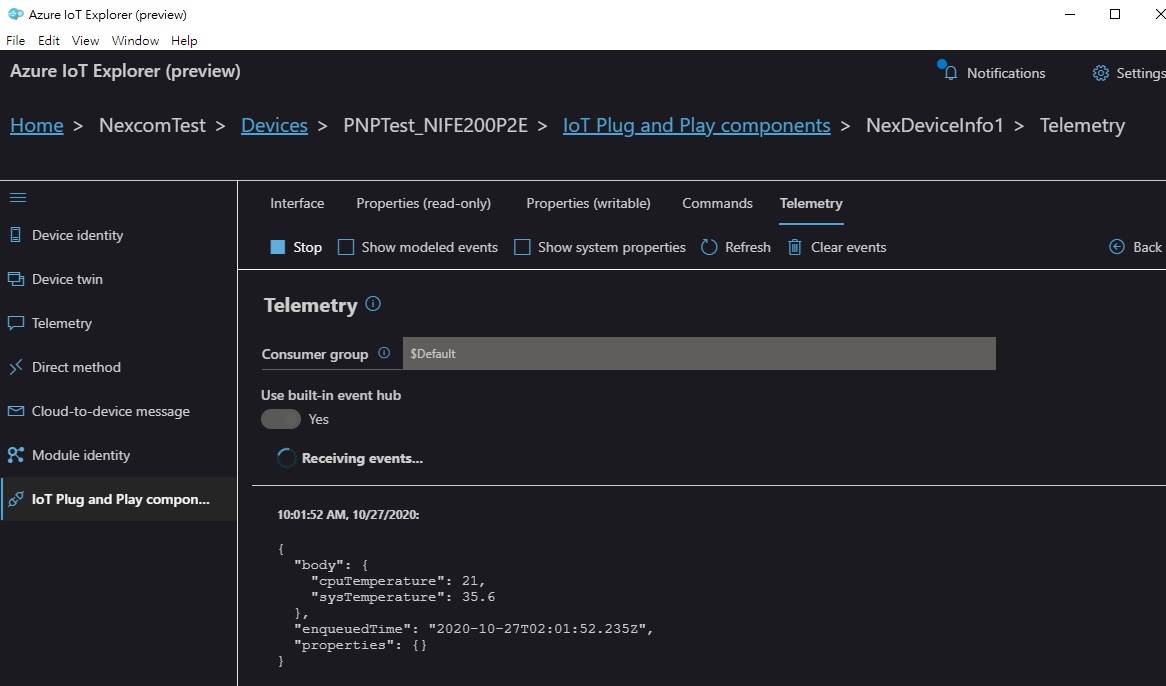 Azure IoT Explorer (preview)
File Edit View Window Help
Azure IoT Explorer (preview)
Notifications
Settings
Home > NexcomTest > Devices > PNPTest_NIFE200P2E > IoT Plug and Play components > NexDeviceInfo1 > Telemetry
Device identity
Device twin
Telemetry
Direct method
Cloud-to-device message
Module identity
IoT Plug and Play compon...
Interface Properties (read-only) Properties (writable) Commands Telemetry
Stop Show modeled events Show system properties Refresh Clear events Back
Telemetry
Consumer group $Default
Use built-in event hub
Yes
Receiving events...
10:01:52 AM, 10/27/2020:
{
"body": {
"cpuTemperature": 21,
"sysTemperature": 35.6
},
"enqueuedTime": "2020-10-27T02:01:52.235Z",
"properties": {}
}